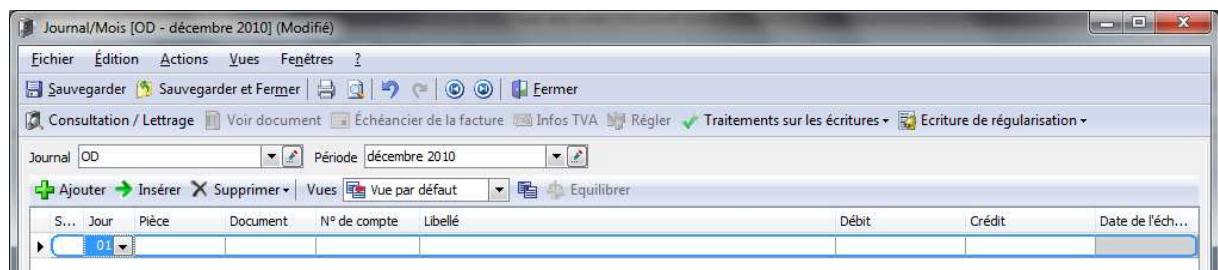 Journal/Mois [OD - décembre 2010] (Modifié)
Fichier Édition Actions Vues Fenêtres ?
Sauvegarder Sauvegarder et Fermer Fermer
Consultation / Lettrage Voir document Échéancier de la facture Infos TVA Régler Traitements sur les écritures Ecriture de régularisation
Journal OD Période décembre 2010
Ajouter Insérer Supprimer Vues Vue par défaut Equilibrer
S... Jour Pièce Document N° de compte Libellé Débit Crédit Date de l'éch...
01